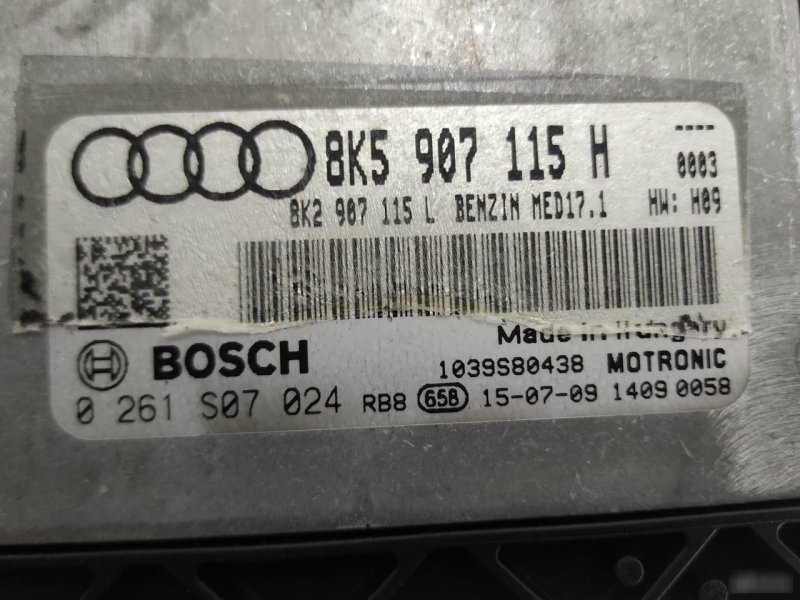 8K5 907 115 H
----
0003
8K2 907 115 L BENZIN MED17.1 HW: H09
Made in Hungary
BOSCH
1039S80438 MOTRONIC
0 261 S07 024 RB8 65B 15-07-09 1409 0058